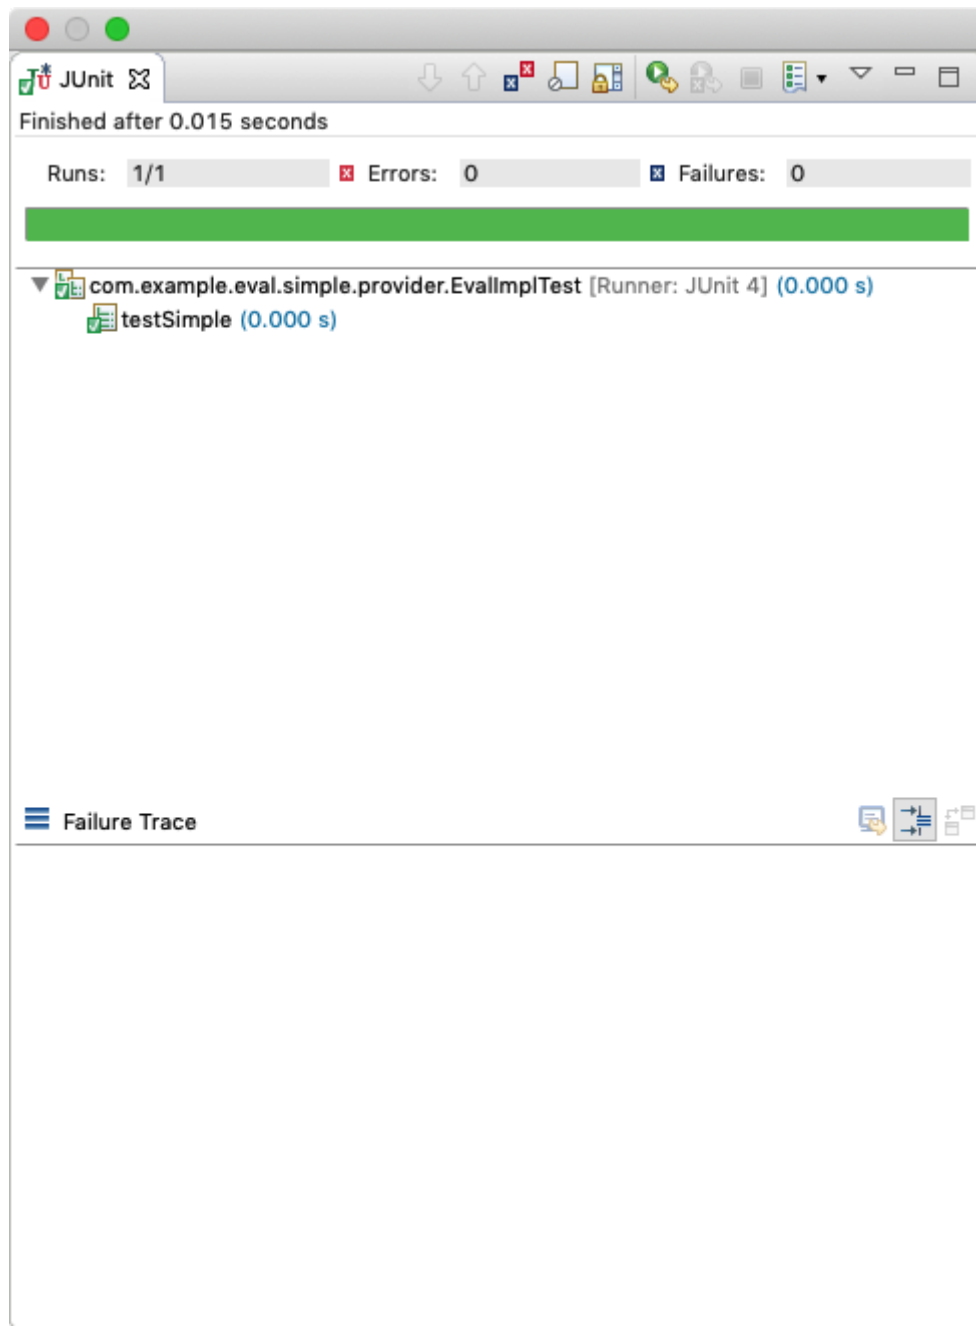 JUnit
Finished after 0.015 seconds
Runs: 1/1 Errors: 0 Failures: 0
com.example.eval.simple.provider.EvalImplTest [Runner: JUnit 4] (0.000 s)
testSimple (0.000 s)
Failure Trace